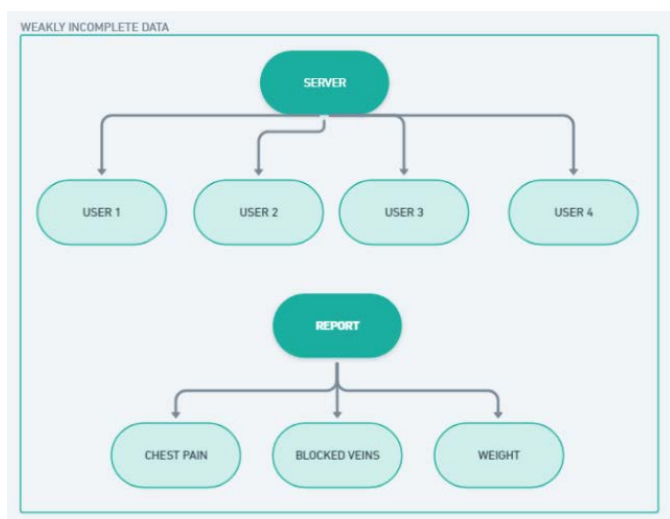 WEAKLY INCOMPLETE DATA
SERVER
USER 1
USER 2
USER 3
USER 4
REPORT
CHEST PAIN
BLOCKED VEINS
WEIGHT